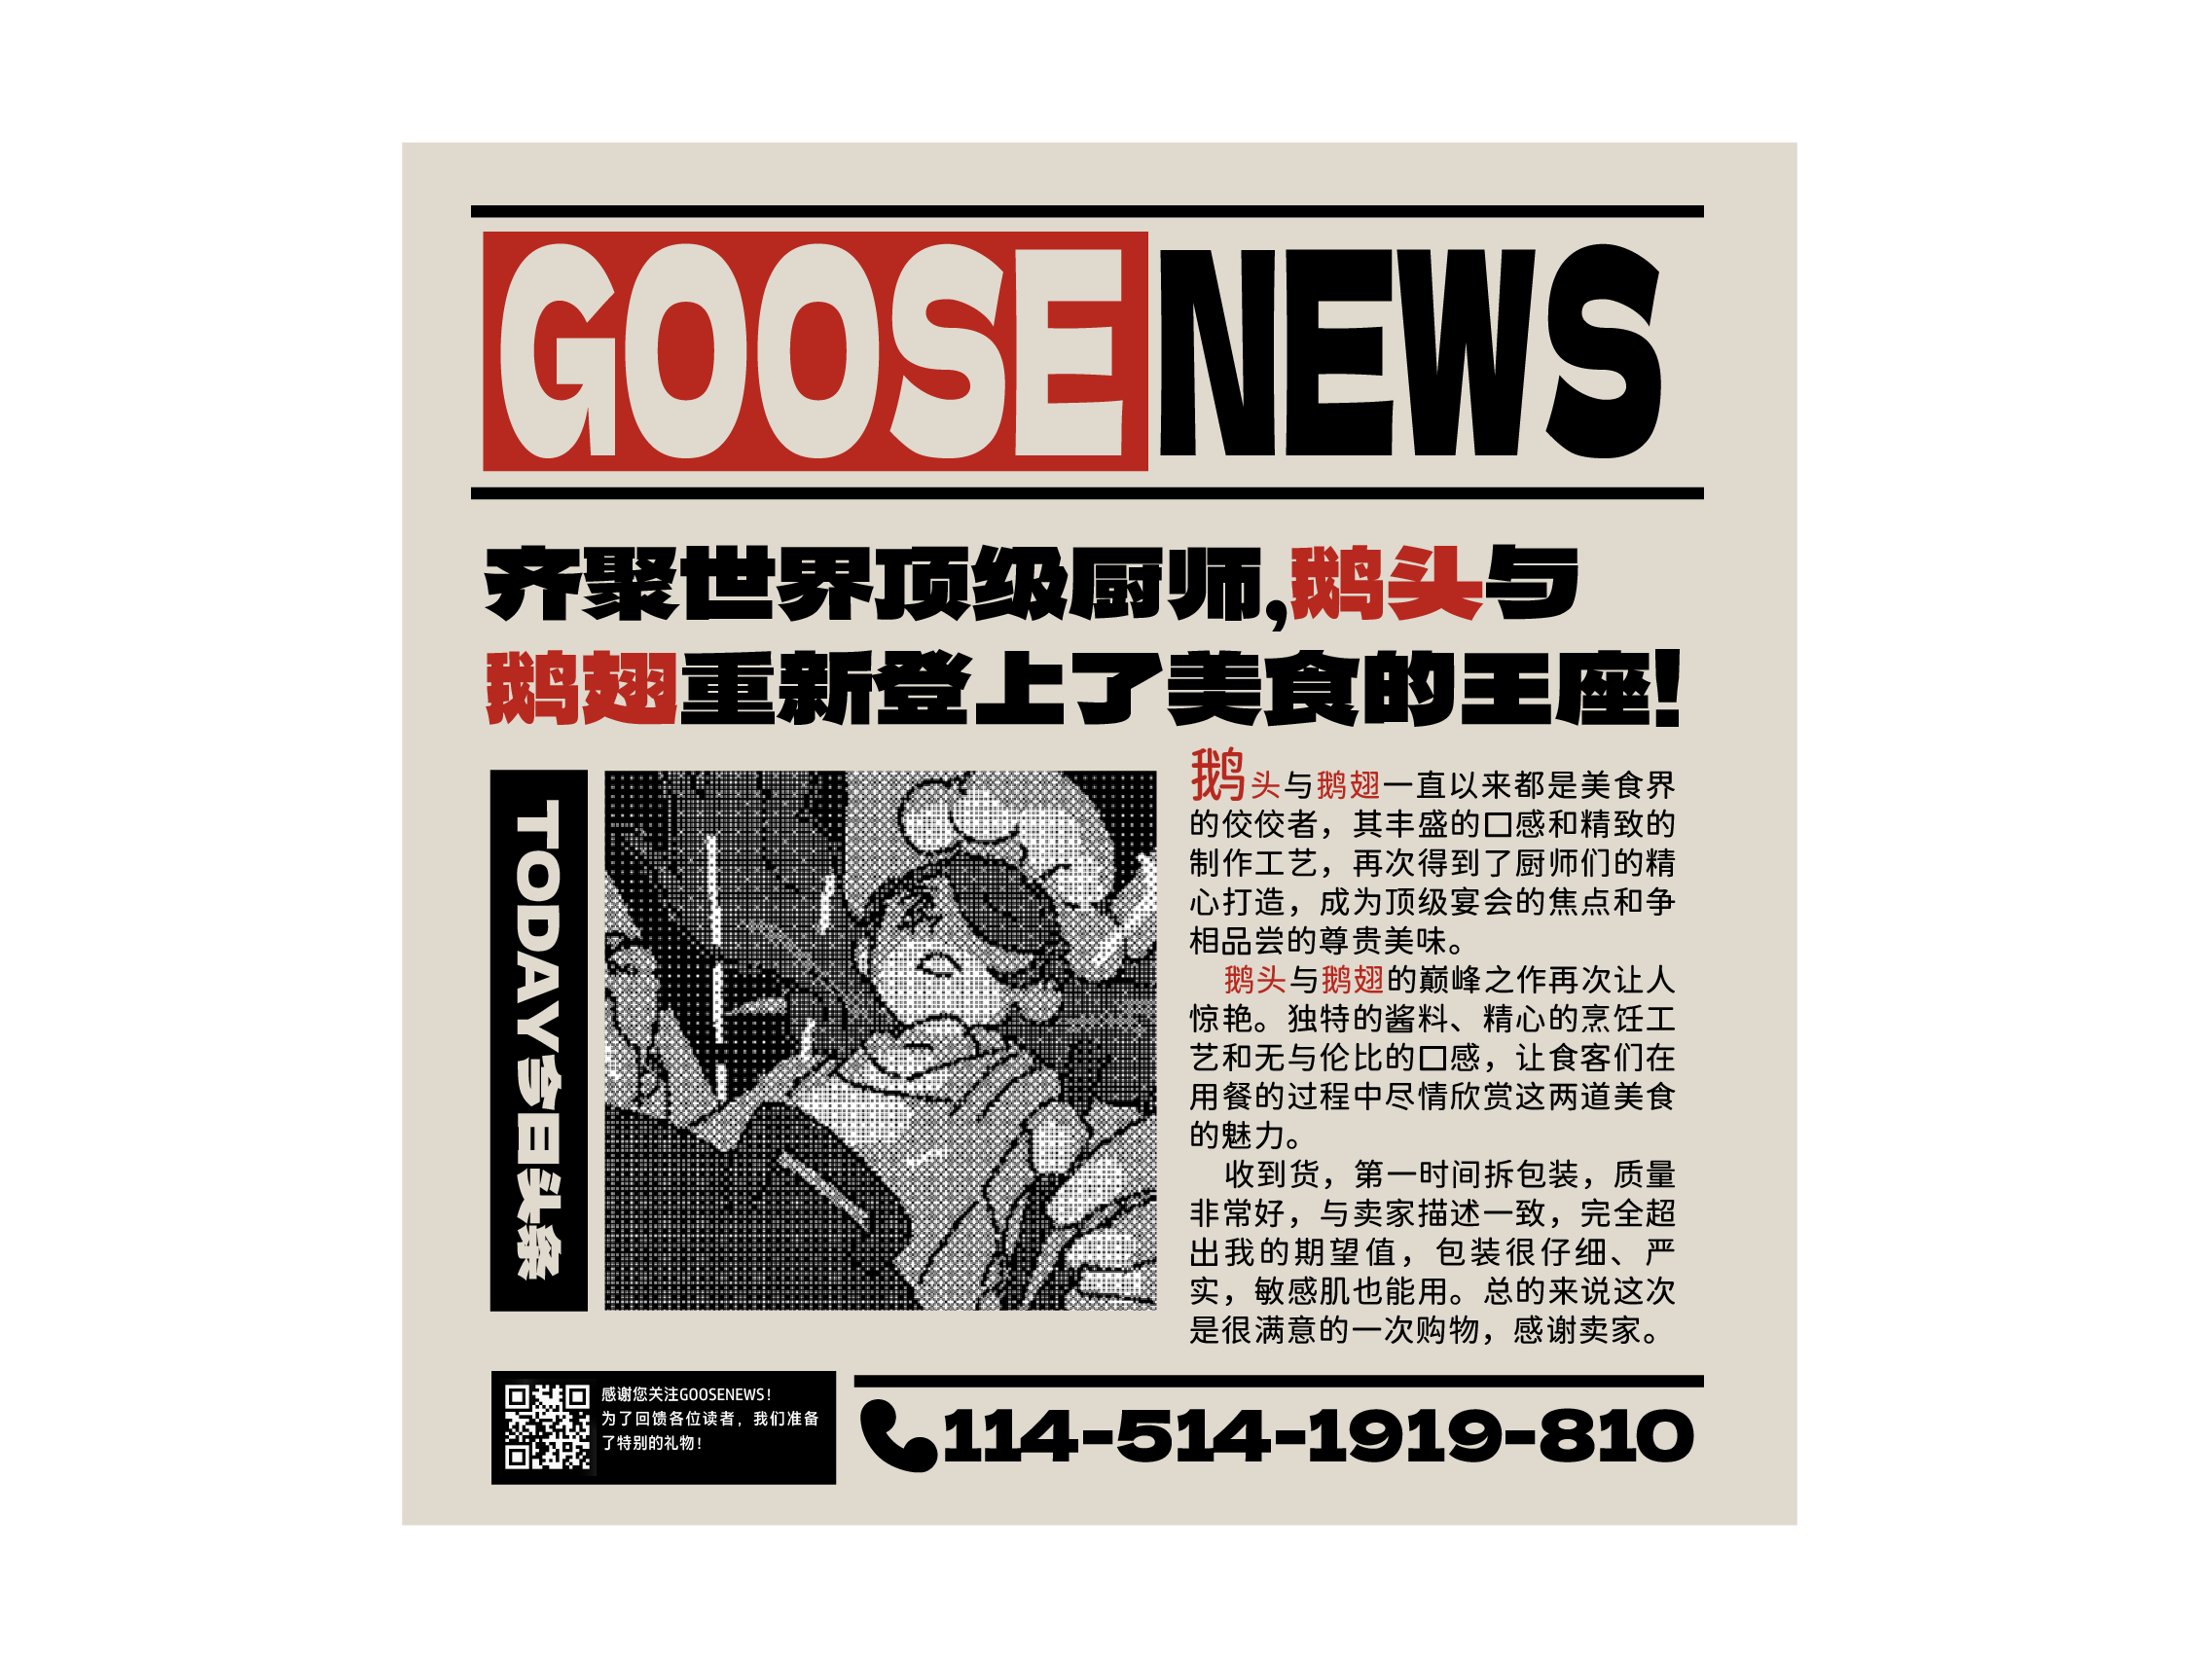 GOOSE NEWS
齐聚世界顶级厨师,鹅头与
鹅翅重新登上了美食的王座!
TODAY今日头条
鹅头与鹅翅一直以来都是美食界
的佼佼者，其丰盛的口感和精致的
制作工艺，再次得到了厨师们的精
心打造，成为顶级宴会的焦点和争
相品尝的尊贵美味。
鹅头与鹅翅的巅峰之作再次让人
惊艳。独特的酱料、精心的烹饪工
艺和无与伦比的口感，让食客们在
用餐的过程中尽情欣赏这两道美食
的魅力。
收到货，第一时间拆包装，质量
非常好，与卖家描述一致，完全超
出我的期望值，包装很仔细、严
实，敏感肌也能用。总的来说这次
是很满意的一次购物，感谢卖家。
感谢您关注GOOSENEWS！
为了回馈各位读者，我们准备
了特别的礼物！
114-514-1919-810